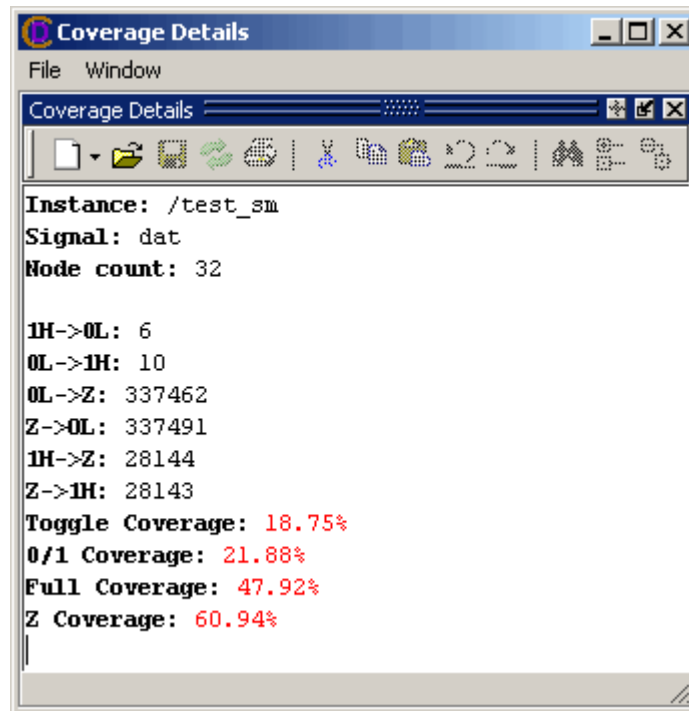 Coverage Details
File Window
Coverage Details
Instance: /test_sm
Signal: dat
Node count: 32
1H->0L: 6
0L->1H: 10
0L->Z: 337462
Z->0L: 337491
1H->Z: 28144
Z->1H: 28143
Toggle Coverage: 18.75%
0/1 Coverage: 21.88%
Full Coverage: 47.92%
Z Coverage: 60.94%